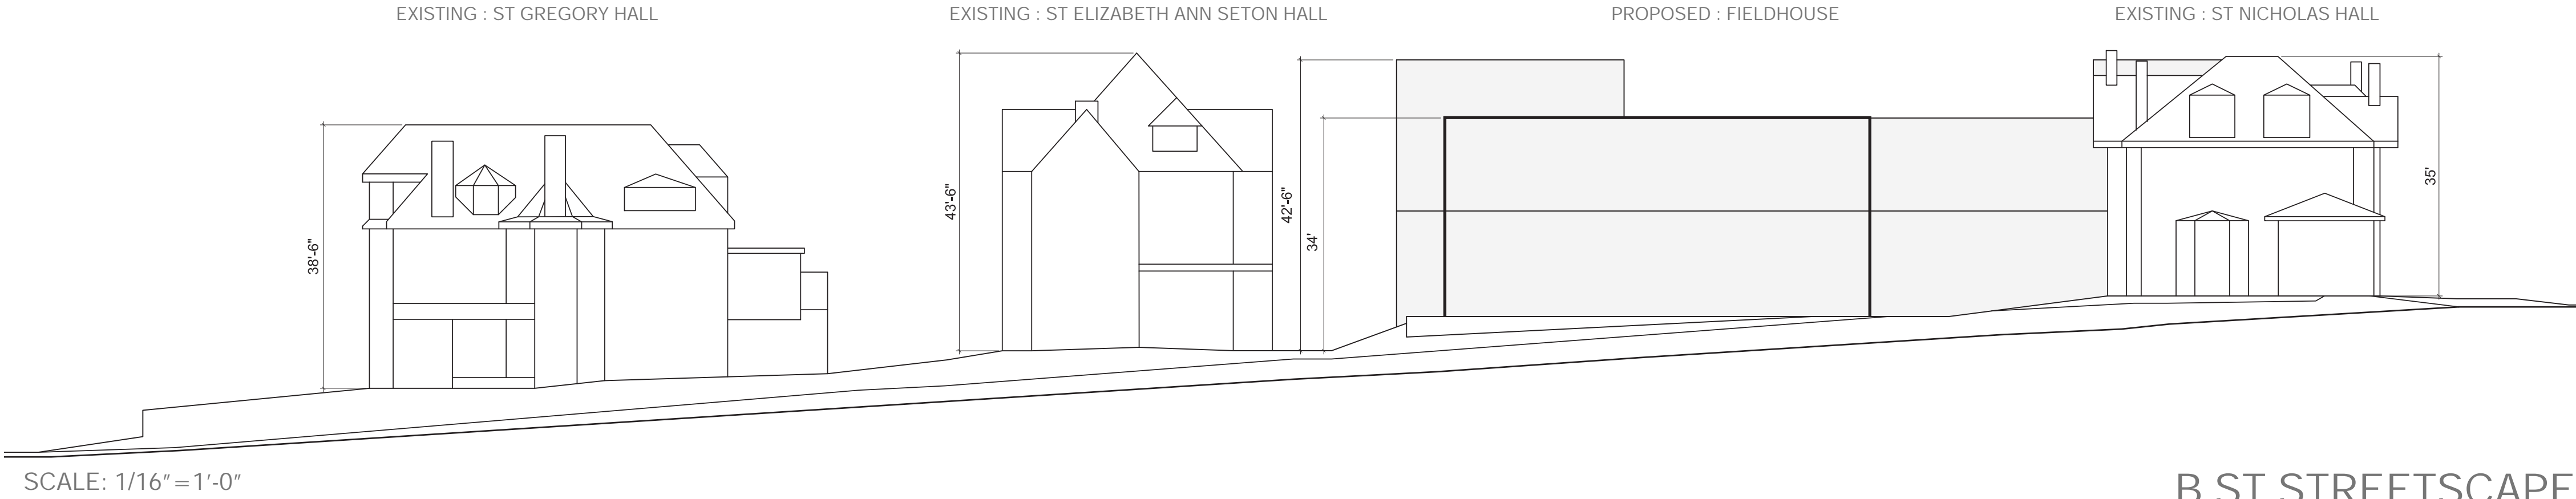 EXISTING : ST GREGORY HALL
EXISTING : ST ELIZABETH ANN SETON HALL
PROPOSED : FIELDHOUSE
EXISTING : ST NICHOLAS HALL
38'-6"
43'-6"
42'-6"
34'
35'
SCALE: 1/16"=1'-0"
B ST STREETSCAPE